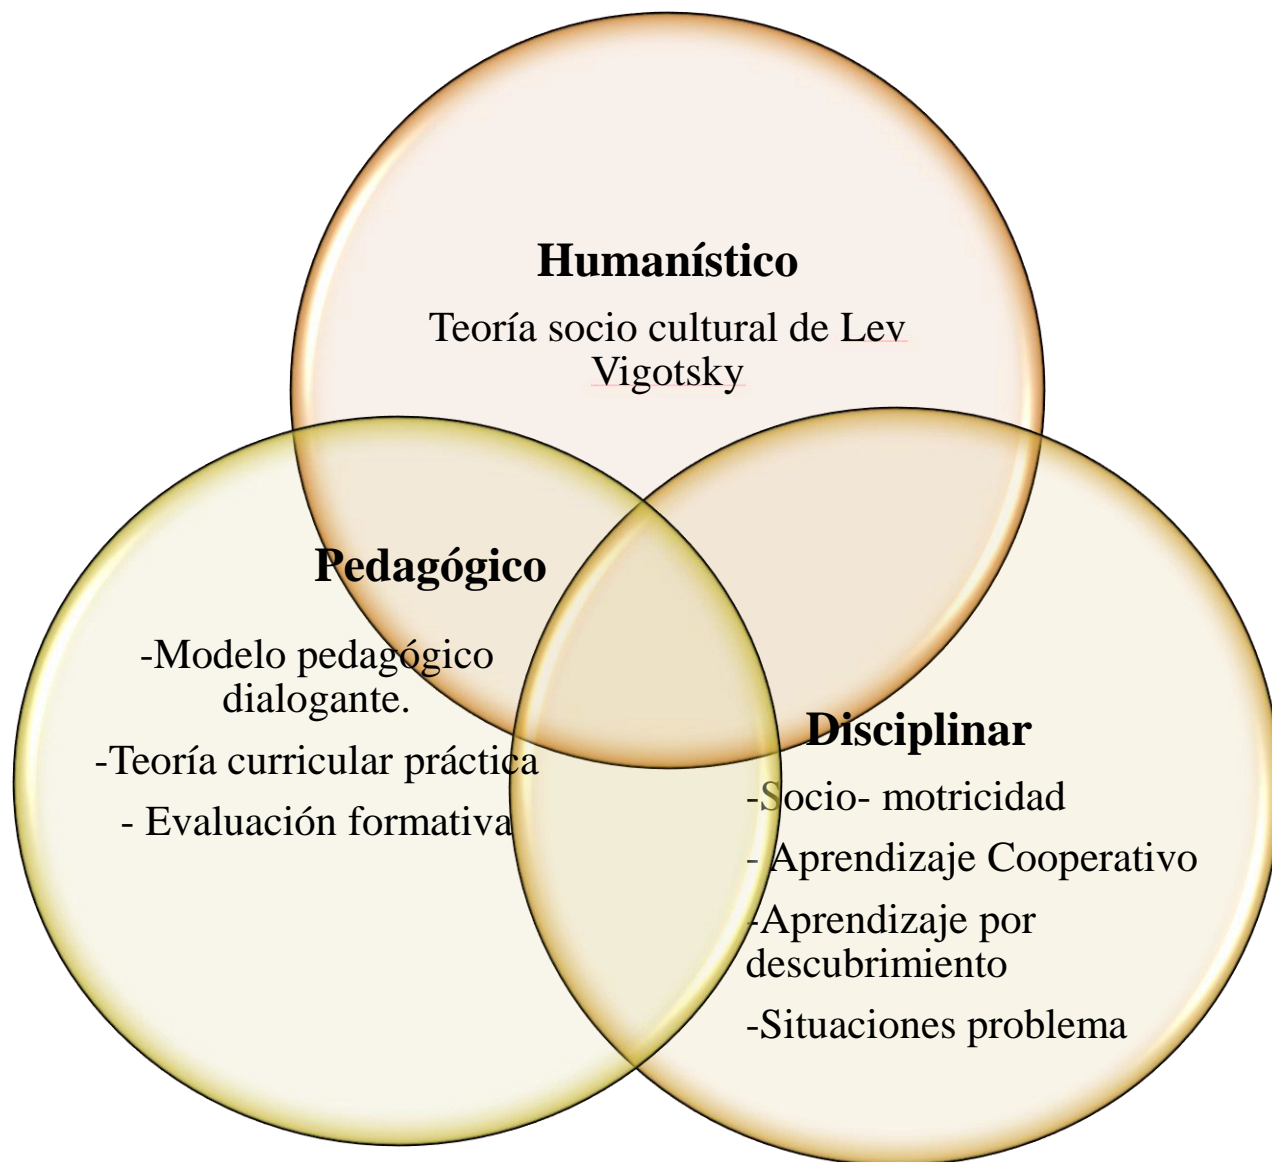 Humanístico
Teoría socio cultural de Lev
Vigotsky
Pedagógico
-Modelo pedagógico
dialogante.
-Teoría curricular práctica
- Evaluación formativa
Disciplinar
-Socio- motricidad
- Aprendizaje Cooperativo
-Aprendizaje por
descubrimiento
-Situaciones problema